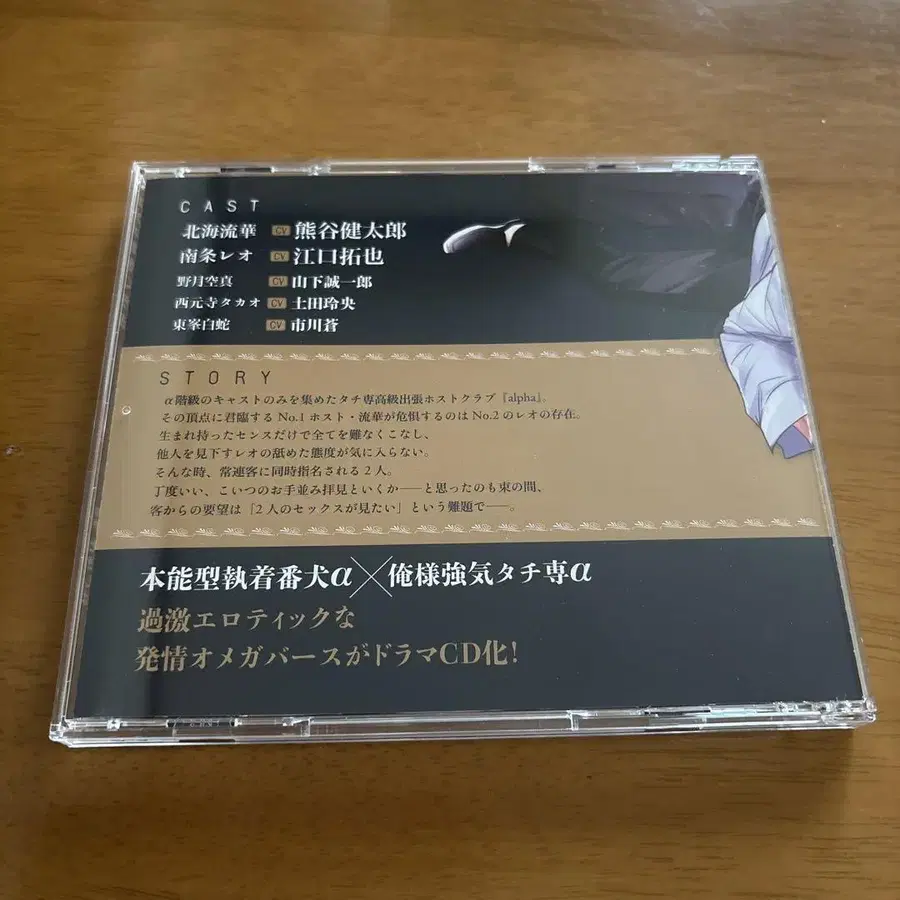 CAST
北海流華 CV 熊谷健太郎
南条レオ CV 江口拓也
野月空真 CV 山下誠一郎
西元寺タカオ CV 土田玲央
東峯白蛇 CV 市川蒼
STORY
α階級のキャストのみを集めたタチ専高級出張ホストクラブ『alpha』。
その頂点に君臨するNo.1ホスト・流華が危惧するのはNo.2のレオの存在。
生まれ持ったセンスだけで全てを難なくこなし、
他人を見下すレオの舐めた態度が気に入らない。
そんな時、常連客に同時指名される2人。
丁度いい、こいつのお手並み拝見といくか――と思ったのも束の間、
客からの要望は『2人のセックスが見たい』という難題で――。
本能型執着番犬α×俺様強気タチ専α
過激エロティックな
発情オメガバースがドラマCD化!